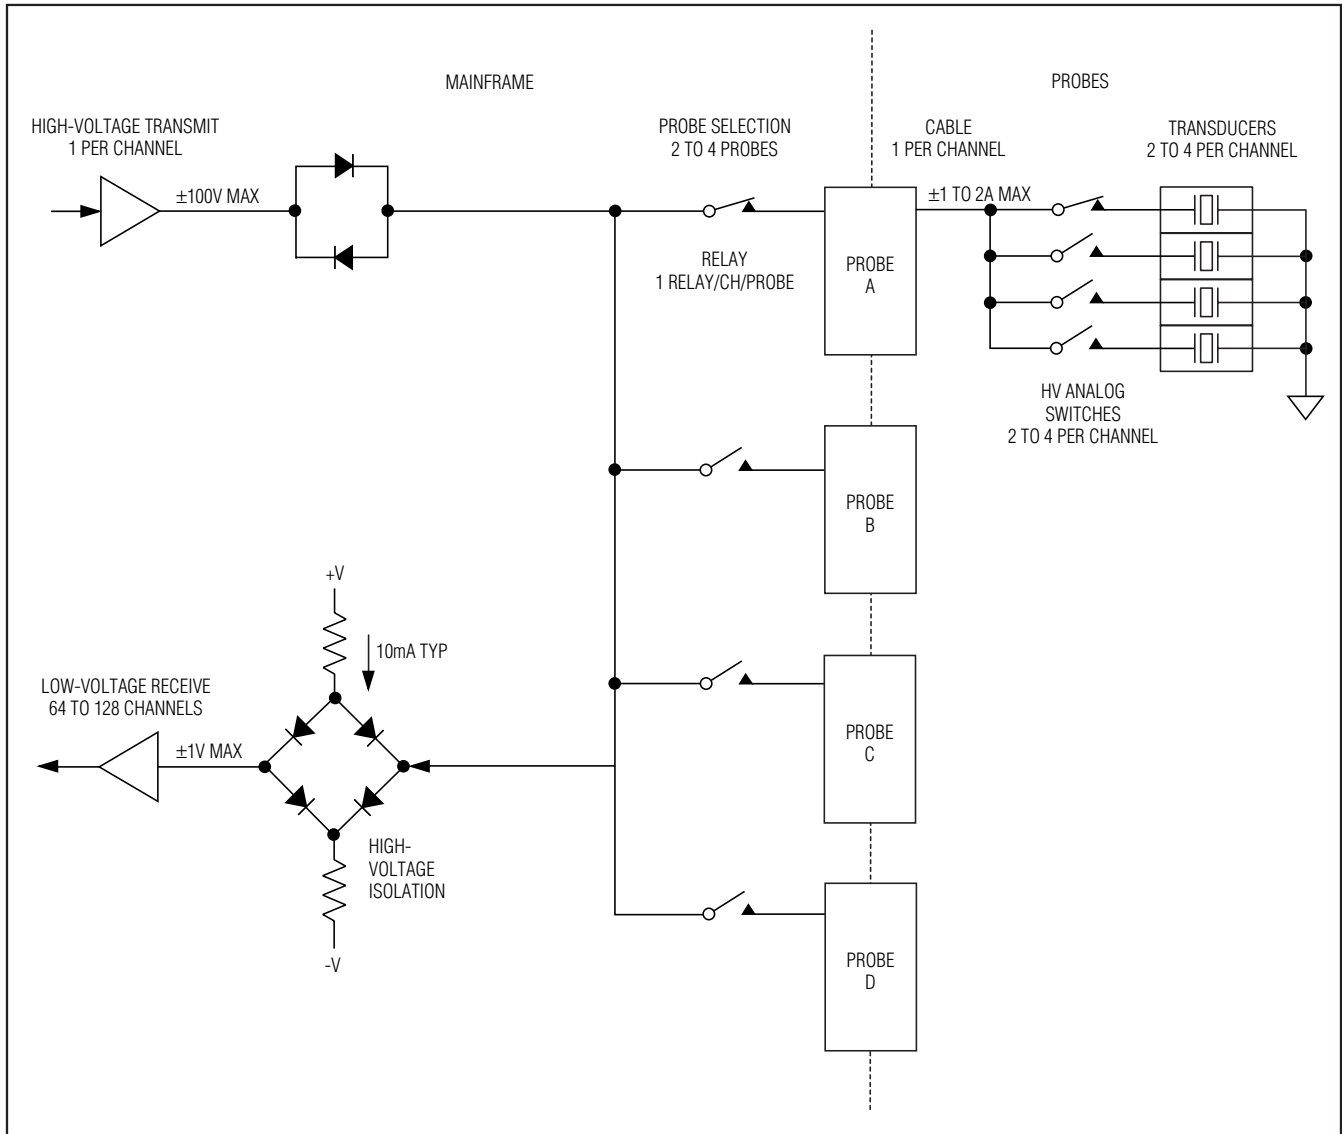 MAINFRAME
PROBES
HIGH-VOLTAGE TRANSMIT
1 PER CHANNEL
±100V MAX
PROBE SELECTION
2 TO 4 PROBES
CABLE
1 PER CHANNEL
TRANSDUCERS
2 TO 4 PER CHANNEL
±1 TO 2A MAX
RELAY
1 RELAY/CH/PROBE
PROBE
A
HV ANALOG
SWITCHES
2 TO 4 PER CHANNEL
PROBE
B
+V
10mA TYP
LOW-VOLTAGE RECEIVE
64 TO 128 CHANNELS
±1V MAX
PROBE
C
HIGH-
VOLTAGE
ISOLATION
-V
PROBE
D